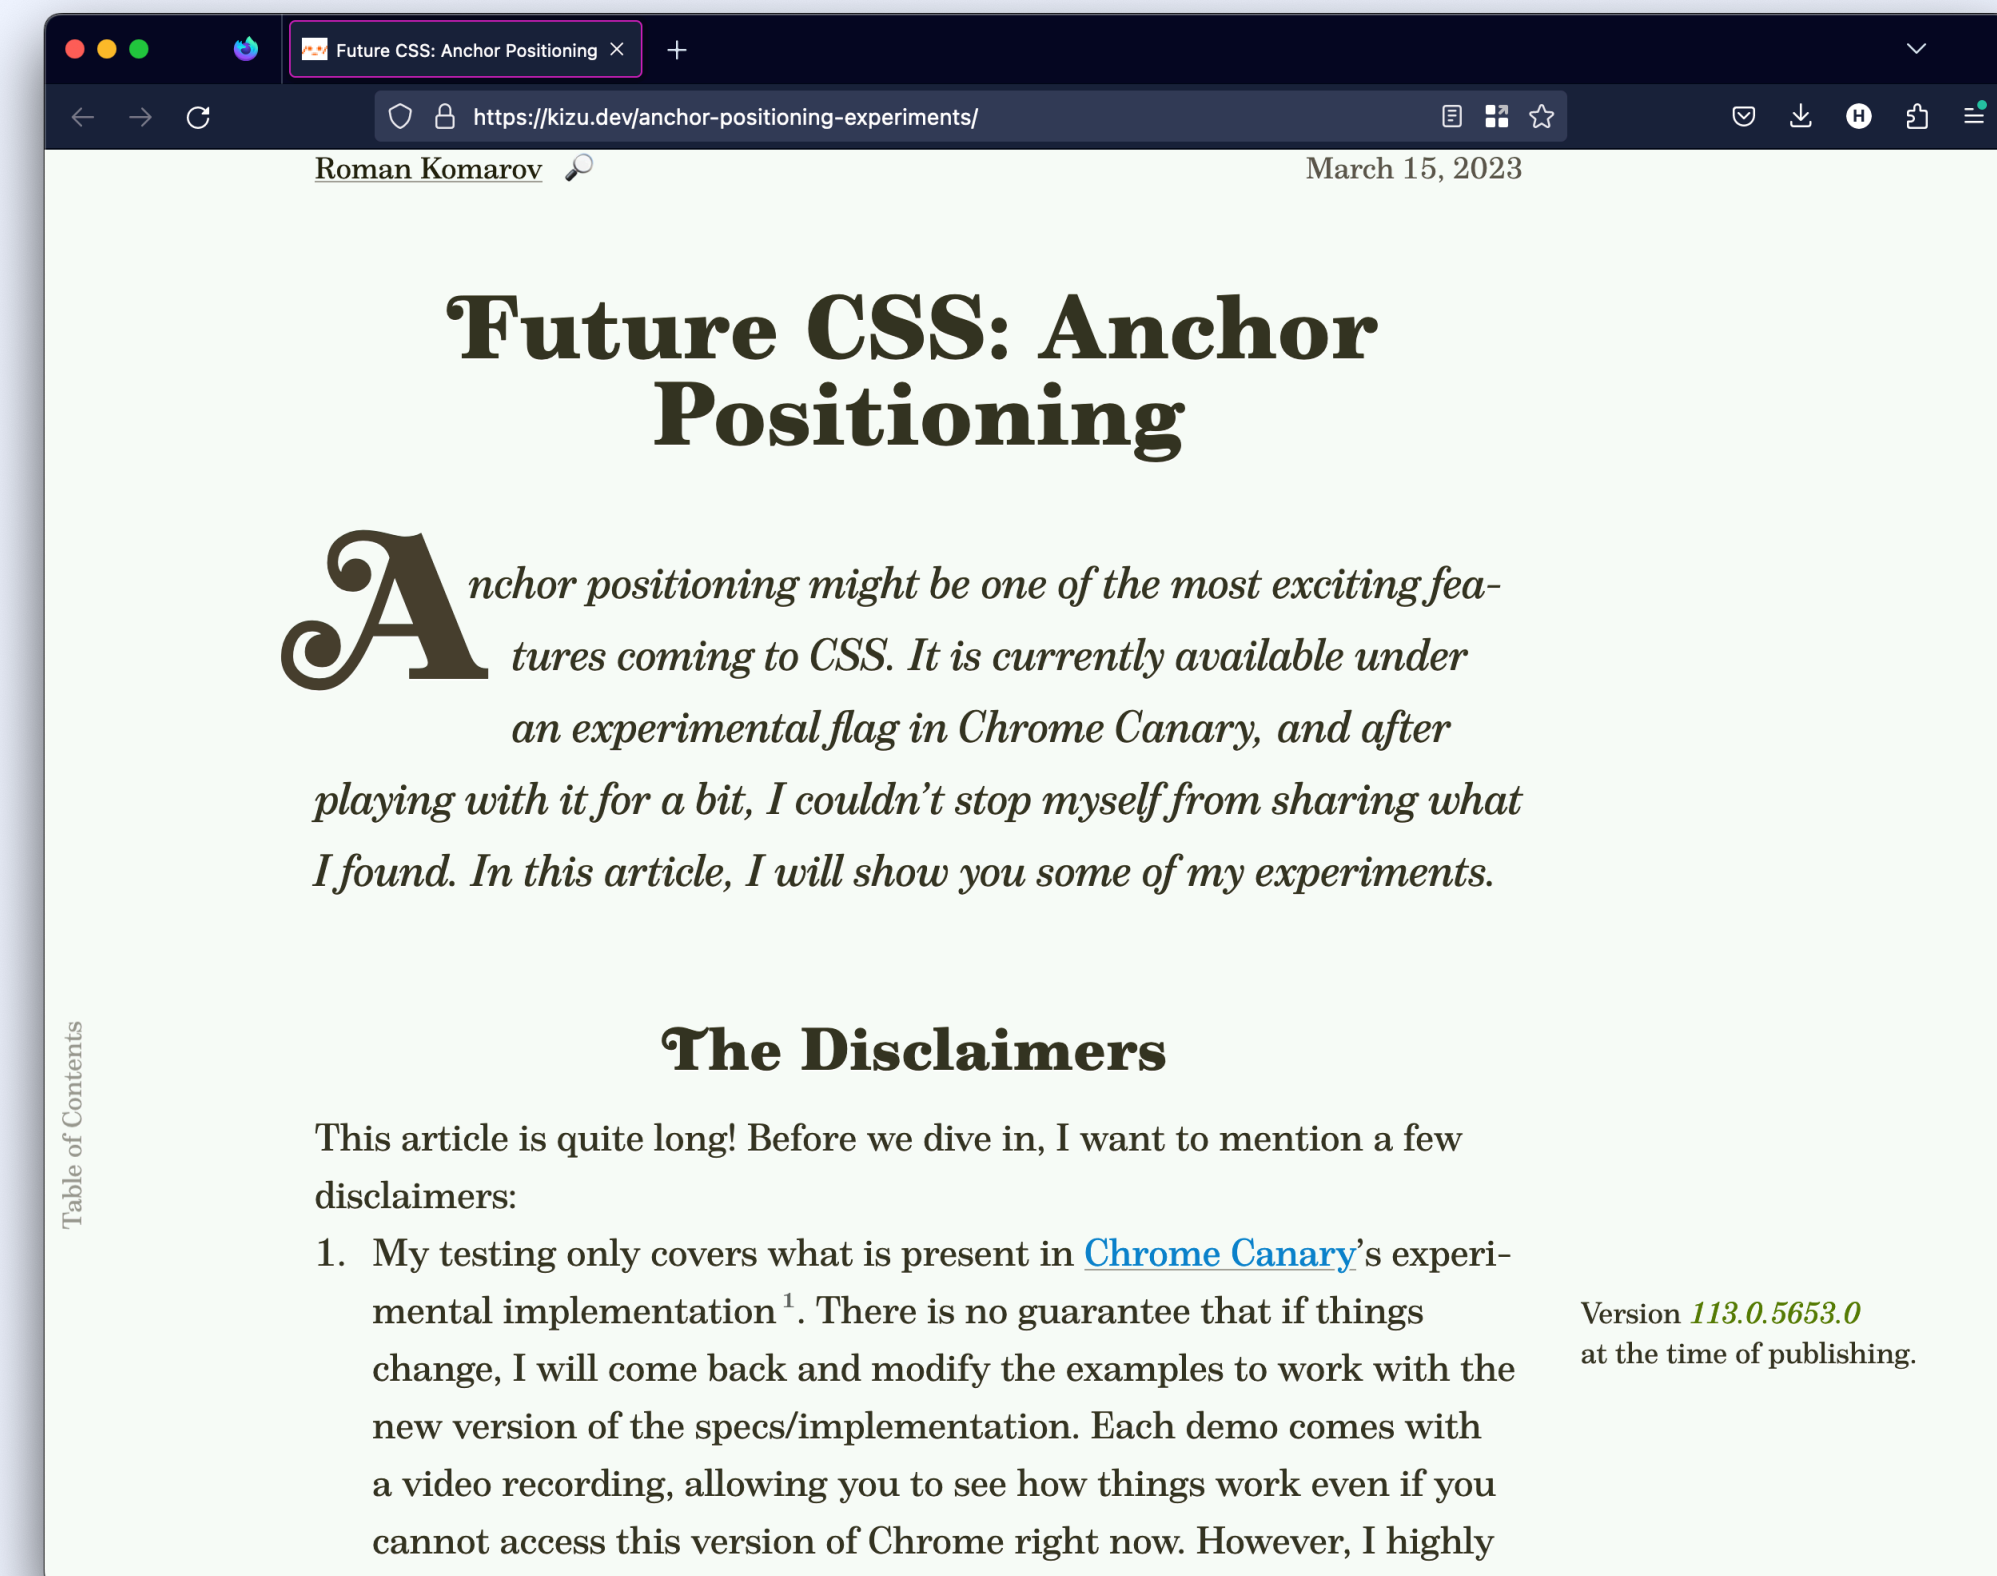 Future CSS: Anchor Positioning
https://kizu.dev/anchor-positioning-experiments/
H
Roman Komarov
March 15, 2023
Future CSS: Anchor
Positioning
Anchor positioning might be one of the most exciting fea-
tures coming to CSS. It is currently available under
an experimental flag in Chrome Canary, and after
playing with it for a bit, I couldn’t stop myself from sharing what
I found. In this article, I will show you some of my experiments.
Table of Contents
The Disclaimers
This article is quite long! Before we dive in, I want to mention a few
disclaimers:
1. My testing only covers what is present in Chrome Canary’s experi-
mental implementation 1. There is no guarantee that if things
change, I will come back and modify the examples to work with the
new version of the specs/implementation. Each demo comes with
a video recording, allowing you to see how things work even if you
cannot access this version of Chrome right now. However, I highly
Version 113.0.5653.0
at the time of publishing.